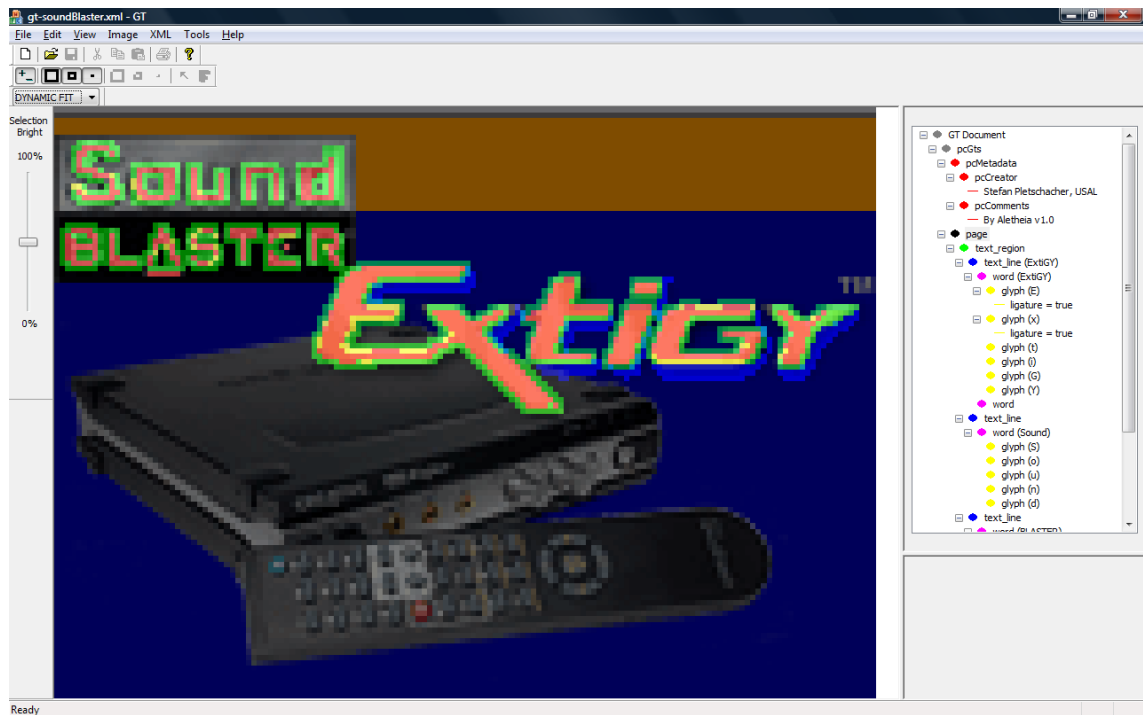 gt-soundBlaster.xml - GT
File Edit View Image XML Tools Help
DYNAMIC FIT
Selection
Bright
100%
0%
Sound
BLASTER
ExtiGY™
GT Document
pcGts
pcMetadata
pcCreator
Stefan Pletschacher, USAL
pcComments
By Aletheia v1.0
page
text_region
text_line (ExtiGY)
word (ExtiGY)
glyph (E)
ligature = true
glyph (x)
ligature = true
glyph (t)
glyph (i)
glyph (G)
glyph (Y)
word
text_line
word (Sound)
glyph (S)
glyph (o)
glyph (u)
glyph (n)
glyph (d)
text_line
word (BLASTER)
Ready